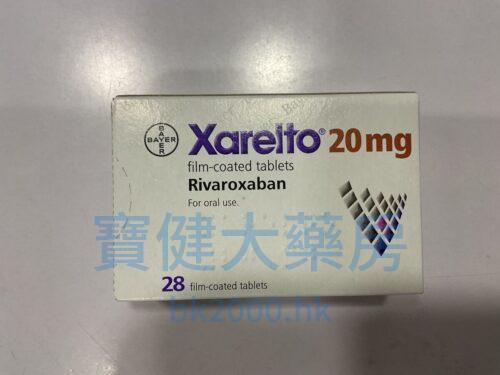 BAYER
BAYER
Xarelto® 20 mg
film-coated tablets
Rivaroxaban
For oral use.
寶健大藥房
28 film-coated tablets
bk2000.hk